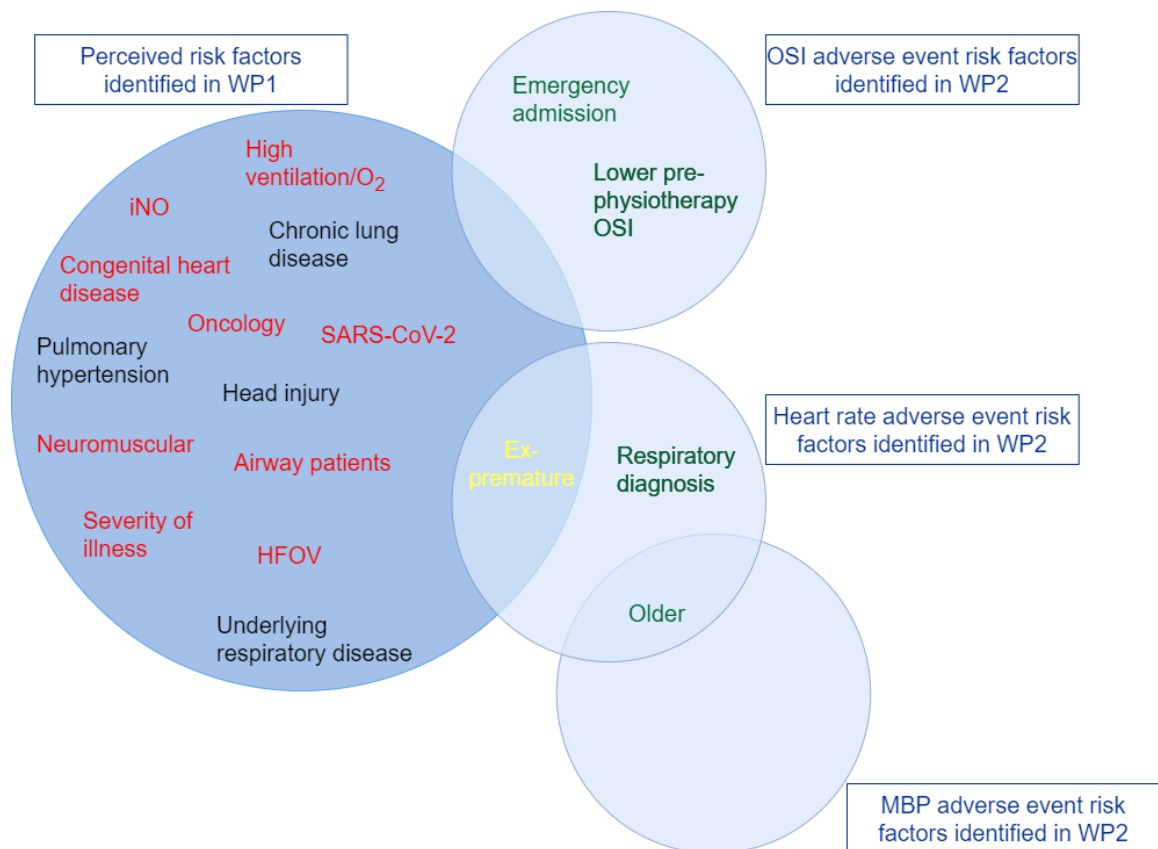 Perceived risk factors
identified in WP1
OSI adverse event risk factors
identified in WP2
Emergency
admission
Lower pre-
physiotherapy
OSI
High
ventilation/O₂
iNO
Chronic lung
disease
Congenital heart
disease
Oncology
SARS-CoV-2
Pulmonary
hypertension
Head injury
Heart rate adverse event risk
factors identified in WP2
Neuromuscular
Airway patients
Ex-
premature
Respiratory
diagnosis
Severity of
illness
HFOV
Older
Underlying
respiratory disease
MBP adverse event risk
factors identified in WP2